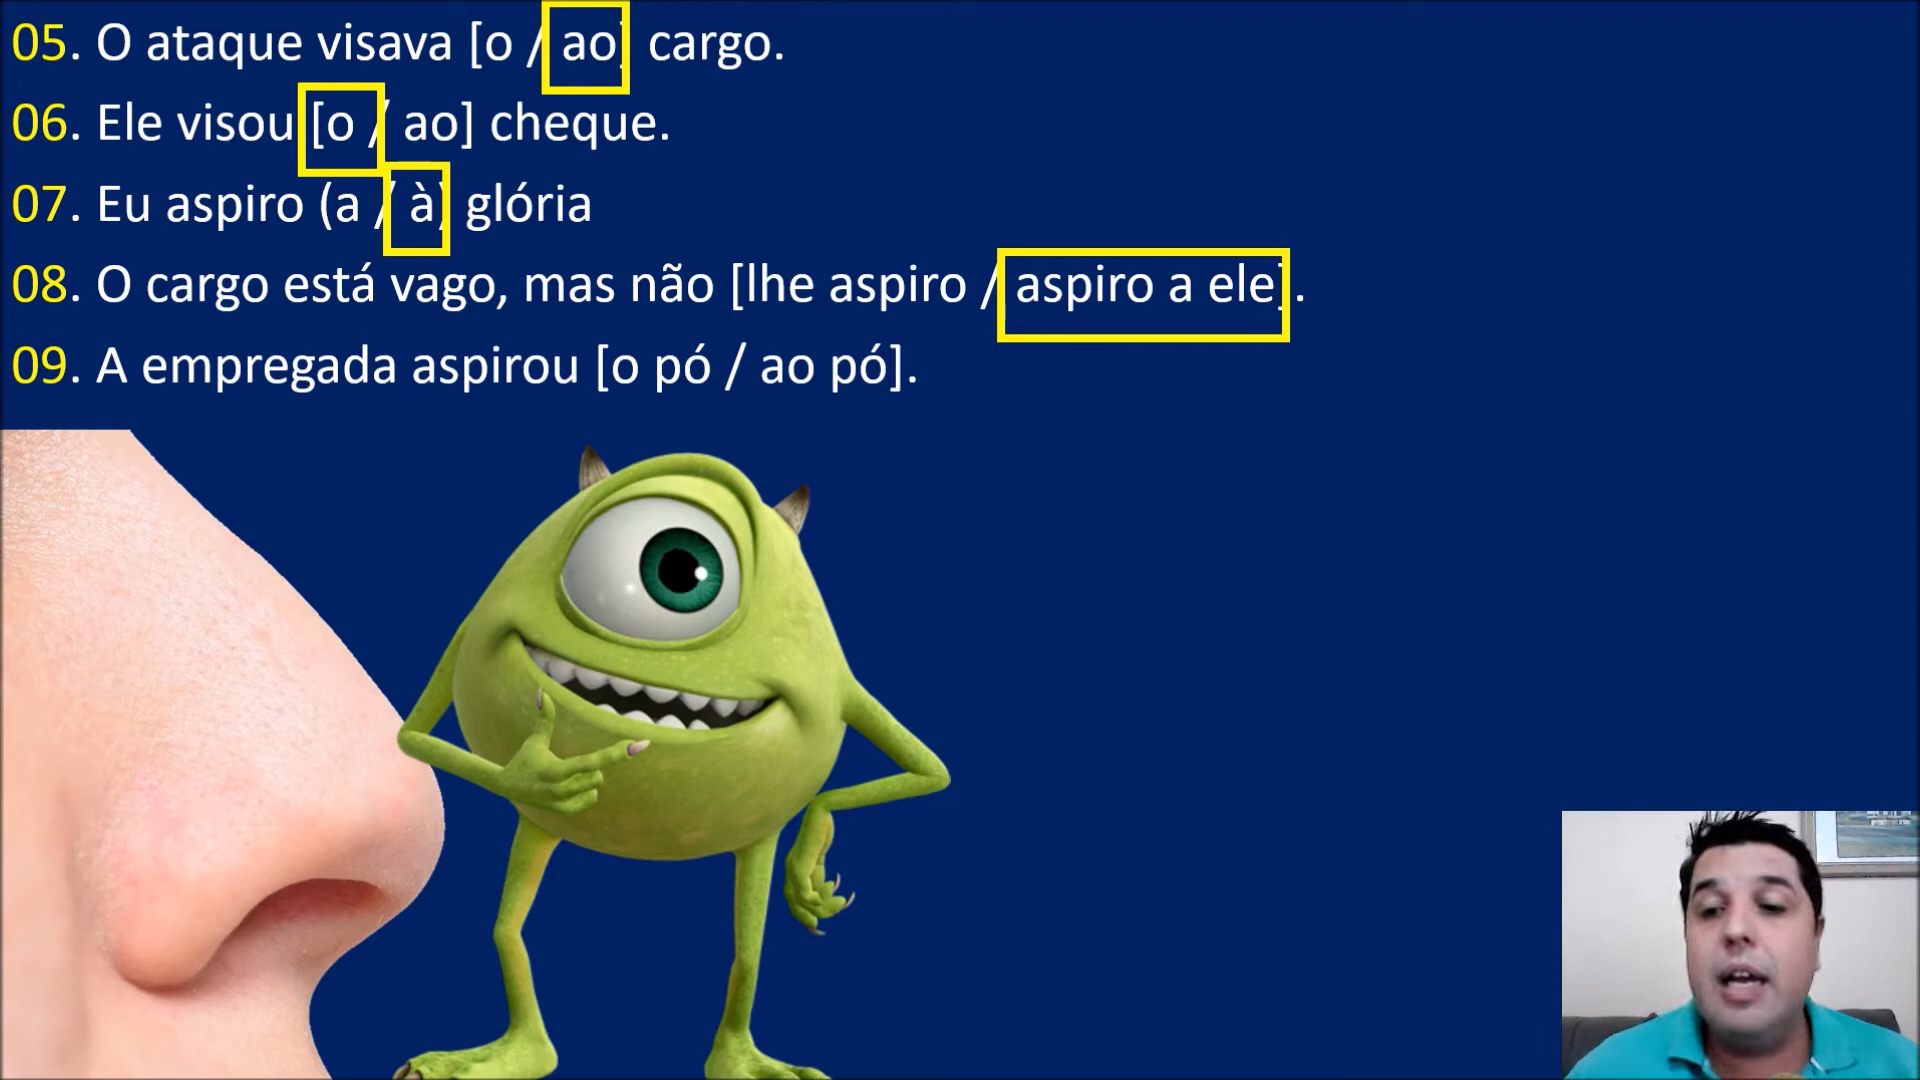 05. O ataque visava [o / ao] cargo.
06. Ele visou [o / ao] cheque.
07. Eu aspiro (a / à) glória
08. O cargo está vago, mas não [lhe aspiro / aspiro a ele].
09. A empregada aspirou [o pó / ao pó].